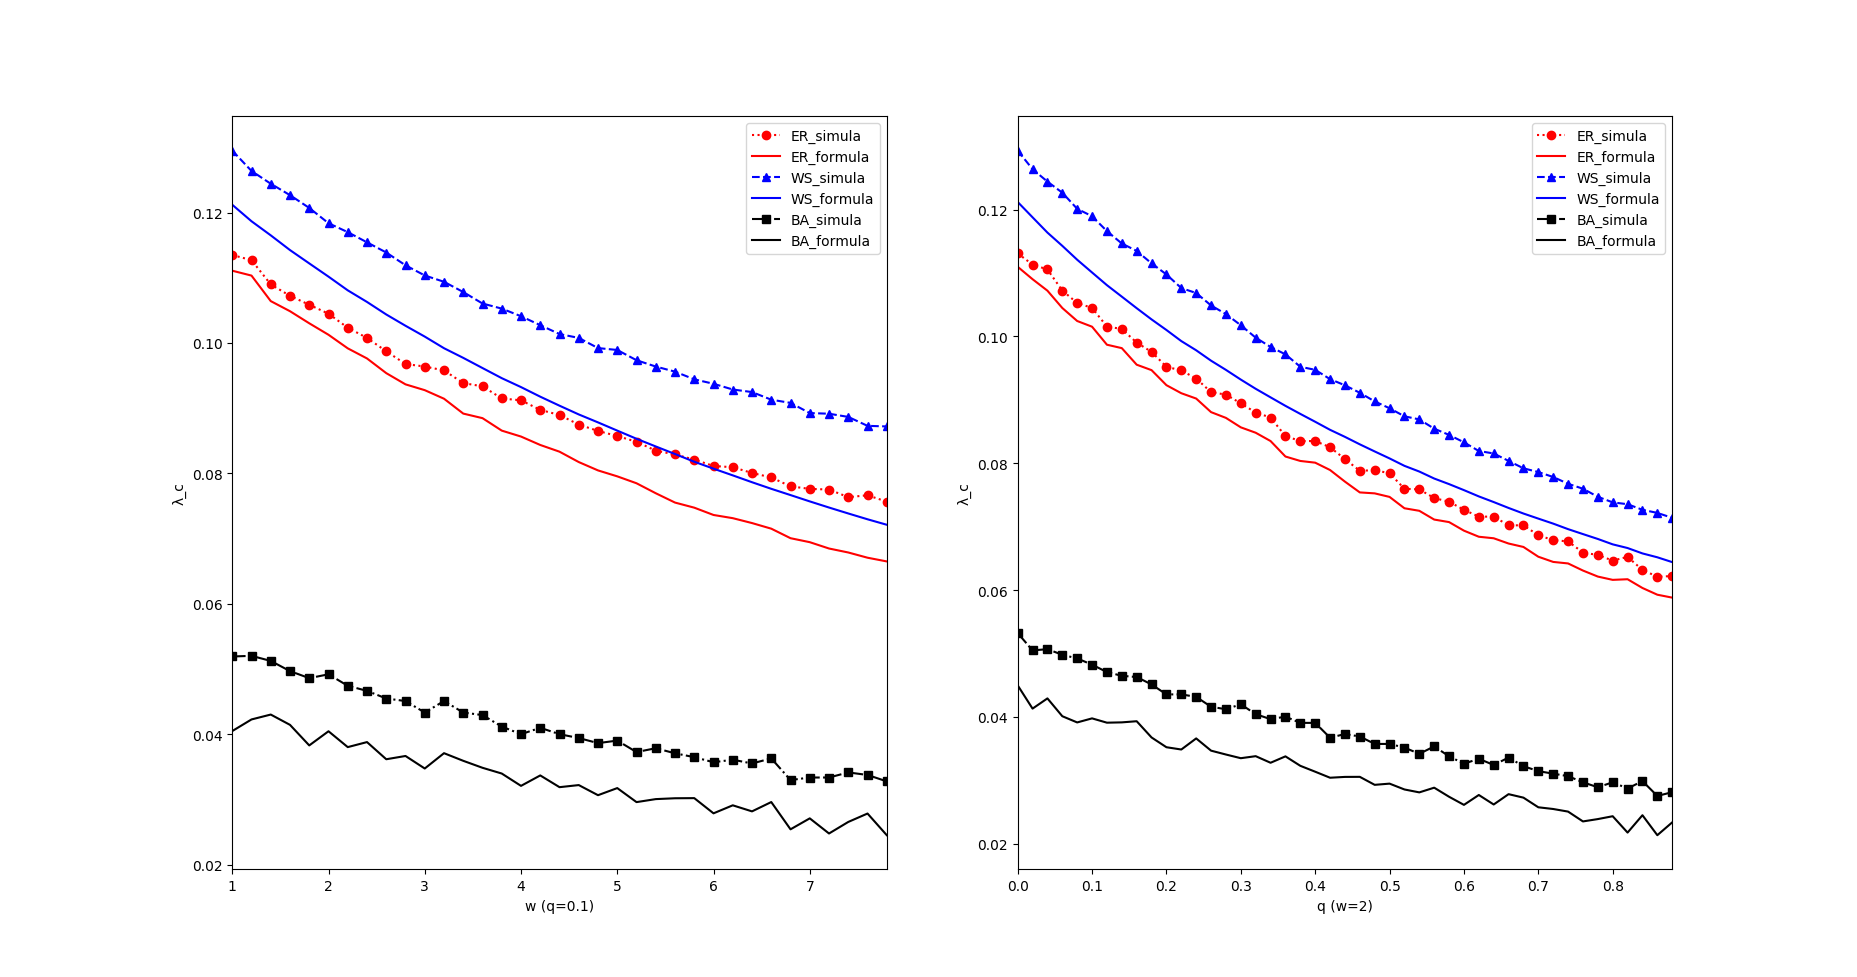 ER_simula
ER_formula
WS_simula
WS_formula
BA_simula
BA_formula
0.12
0.10
0.08
0.06
0.04
0.02
λ_c
1 2 3 4 5 6 7
w (q=0.1)
ER_simula
ER_formula
WS_simula
WS_formula
BA_simula
BA_formula
0.12
0.10
0.08
0.06
0.04
0.02
λ_c
0.0 0.1 0.2 0.3 0.4 0.5 0.6 0.7 0.8
q (w=2)